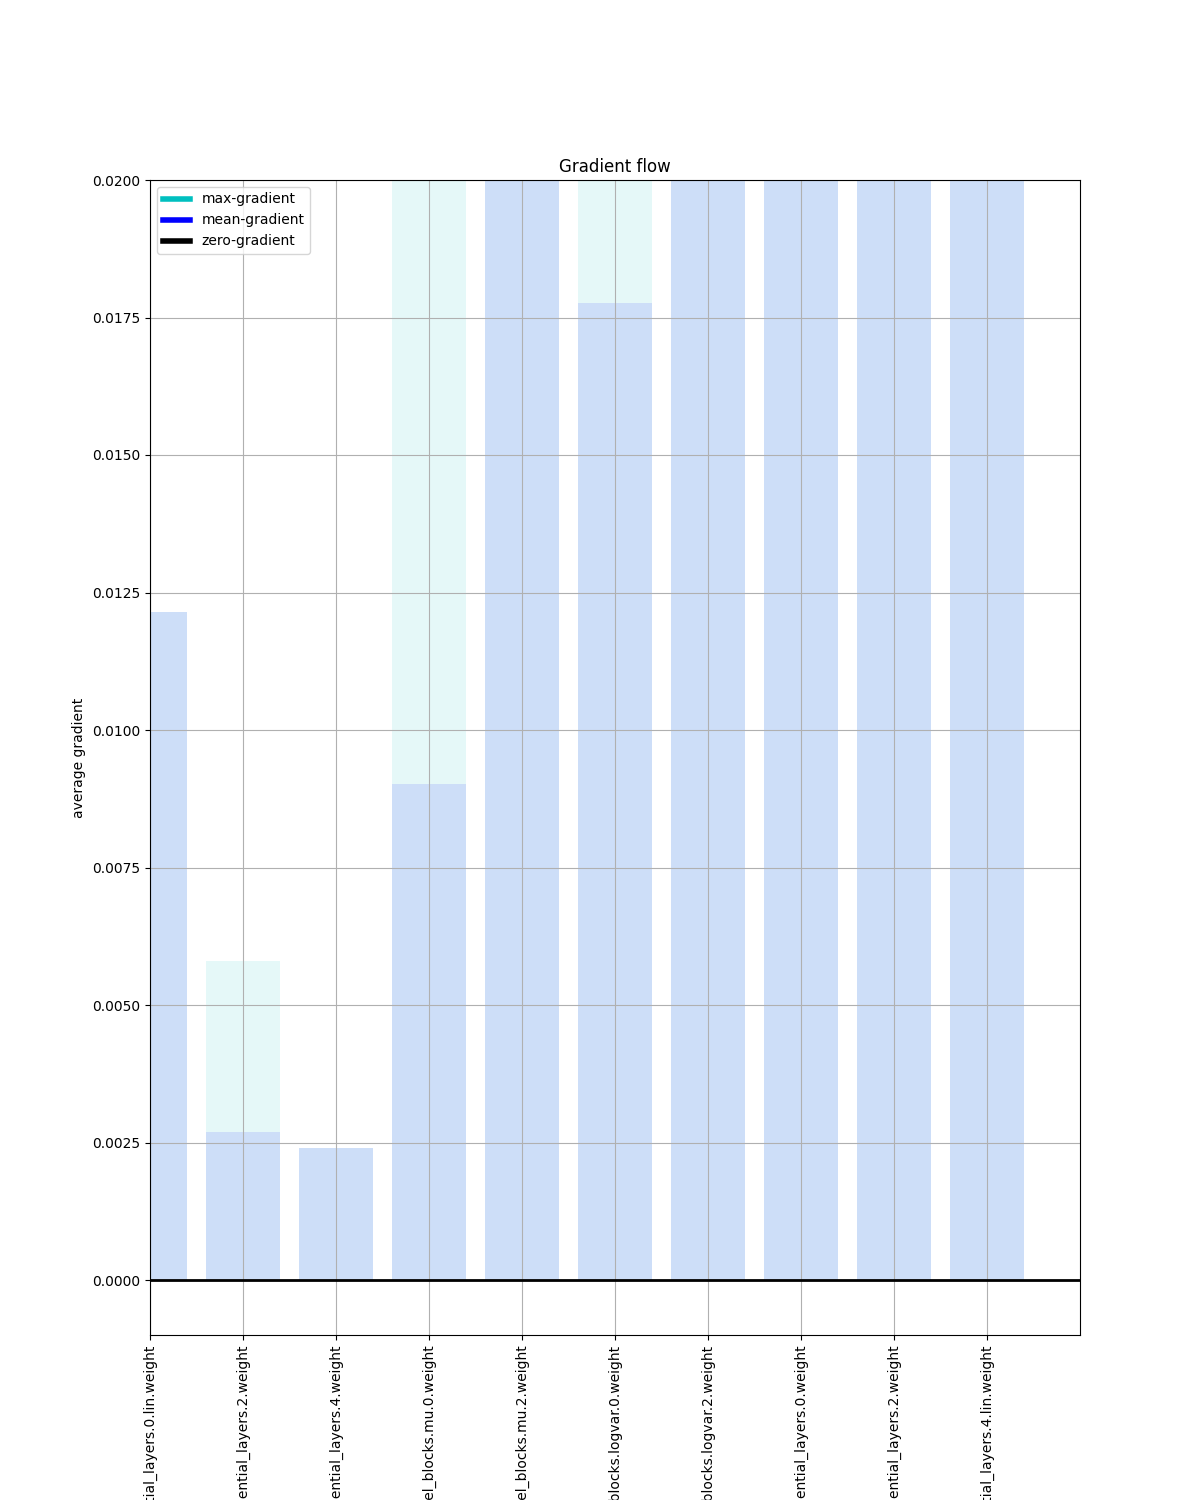 Gradient flow
max-gradient
mean-gradient
zero-gradient
average gradient
0.0200
0.0175
0.0150
0.0125
0.0100
0.0075
0.0050
0.0025
0.0000
tial_layers.0.lin.weight
ential_layers.2.weight
ential_layers.4.weight
el_blocks.mu.0.weight
el_blocks.mu.2.weight
blocks.logvar.0.weight
blocks.logvar.2.weight
ential_layers.0.weight
ential_layers.2.weight
tial_layers.4.lin.weight